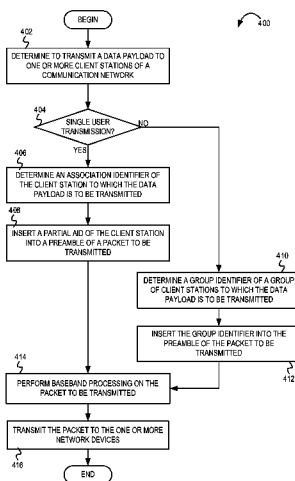 BEGIN
400
402
DETERMINE TO TRANSMIT A DATA PAYLOAD TO
ONE OR MORE CLIENT STATIONS OF A
COMMUNICATION NETWORK
404
SINGLE USER
TRANSMISSION?
NO
YES
406
DETERMINE AN ASSOCIATION IDENTIFIER OF
THE CLIENT STATION TO WHICH THE DATA
PAYLOAD IS TO BE TRANSMITTED
408
INSERT A PARTIAL AID OF THE CLIENT STATION
INTO A PREAMBLE OF A PACKET TO BE
TRANSMITTED
410
DETERMINE A GROUP IDENTIFIER OF A GROUP
OF CLIENT STATIONS TO WHICH THE DATA
PAYLOAD IS TO BE TRANSMITTED
INSERT THE GROUP IDENTIFIER INTO THE
PREAMBLE OF THE PACKET TO BE
TRANSMITTED
412
414
PERFORM BASEBAND PROCESSING ON THE
PACKET TO BE TRANSMITTED
TRANSMIT THE PACKET TO THE ONE OR MORE
NETWORK DEVICES
416
END